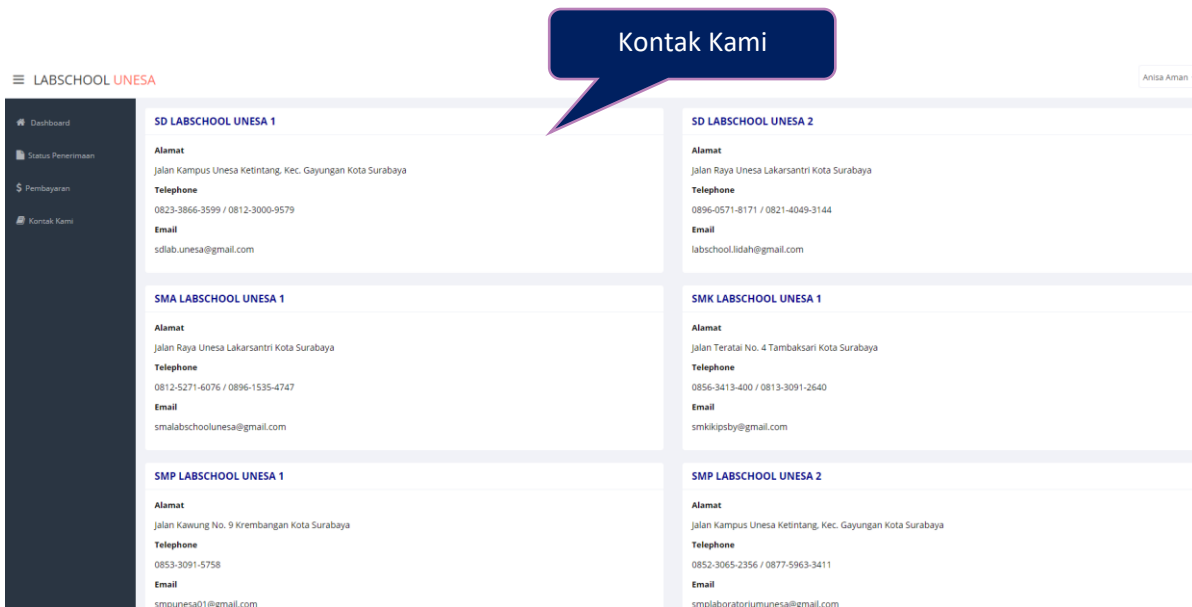 Kontak Kami
LABSCHOOL UNESA
Anisa Aman
Dashboard
Status Penerimaan
Pembayaran
Kontak Kami
SD LABSCHOOL UNESA 1
Alamat
Jalan Kampus Unesa Ketintang, Kec. Gayungan Kota Surabaya
Telephone
0823-3866-3599 / 0812-3000-9579
Email
sdlab.unesa@gmail.com
SD LABSCHOOL UNESA 2
Alamat
Jalan Raya Unesa Lakarsantri Kota Surabaya
Telephone
0896-0571-8171 / 0821-4049-3144
Email
labschool.lidah@gmail.com
SMA LABSCHOOL UNESA 1
Alamat
Jalan Raya Unesa Lakarsantri Kota Surabaya
Telephone
0812-5271-6076 / 0896-1535-4747
Email
smalabschoolunesa@gmail.com
SMK LABSCHOOL UNESA 1
Alamat
Jalan Teratai No. 4 Tambaksari Kota Surabaya
Telephone
0856-3413-400 / 0813-3091-2640
Email
smkikipsby@gmail.com
SMP LABSCHOOL UNESA 1
Alamat
Jalan Kawung No. 9 Krembangan Kota Surabaya
Telephone
0853-3091-5758
Email
smpunesa01@gmail.com
SMP LABSCHOOL UNESA 2
Alamat
Jalan Kampus Unesa Ketintang, Kec. Gayungan Kota Surabaya
Telephone
0852-3065-2356 / 0877-5963-3411
Email
smplaboratoriumunesa@gmail.com